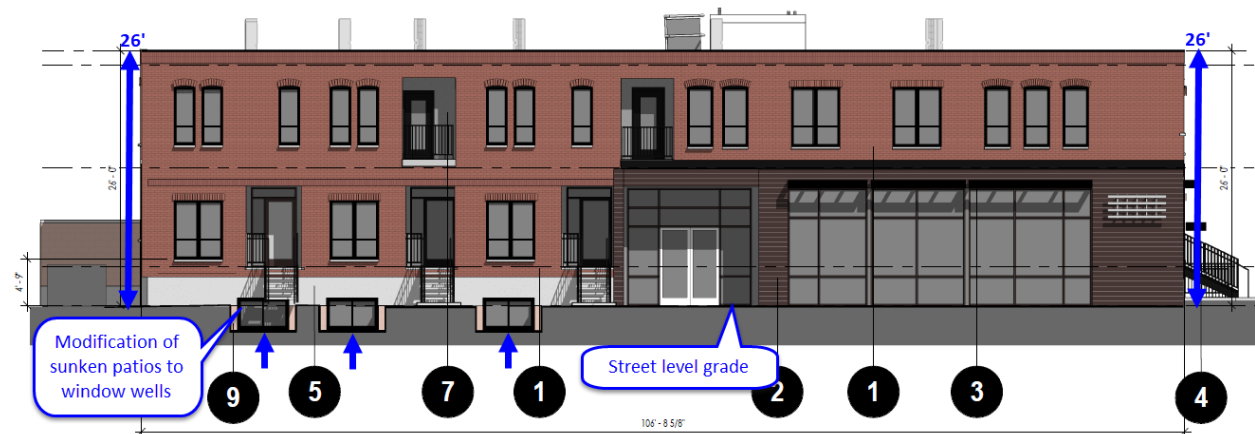 26'
26'
26' - 0"
26' - 0"
4' - 9"
Modification of
sunken patios to
window wells
Street level grade
9
5
7
1
2
1
3
4
106' - 8 5/8"